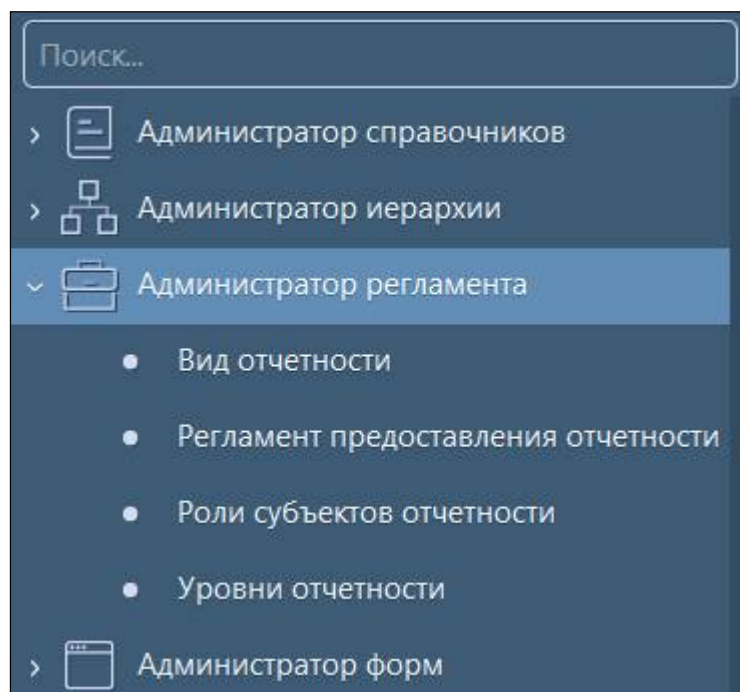 Поиск...
Администратор справочников
Администратор иерархии
Администратор регламента
Вид отчетности
Регламент предоставления отчетности
Роли субъектов отчетности
Уровни отчетности
Администратор форм